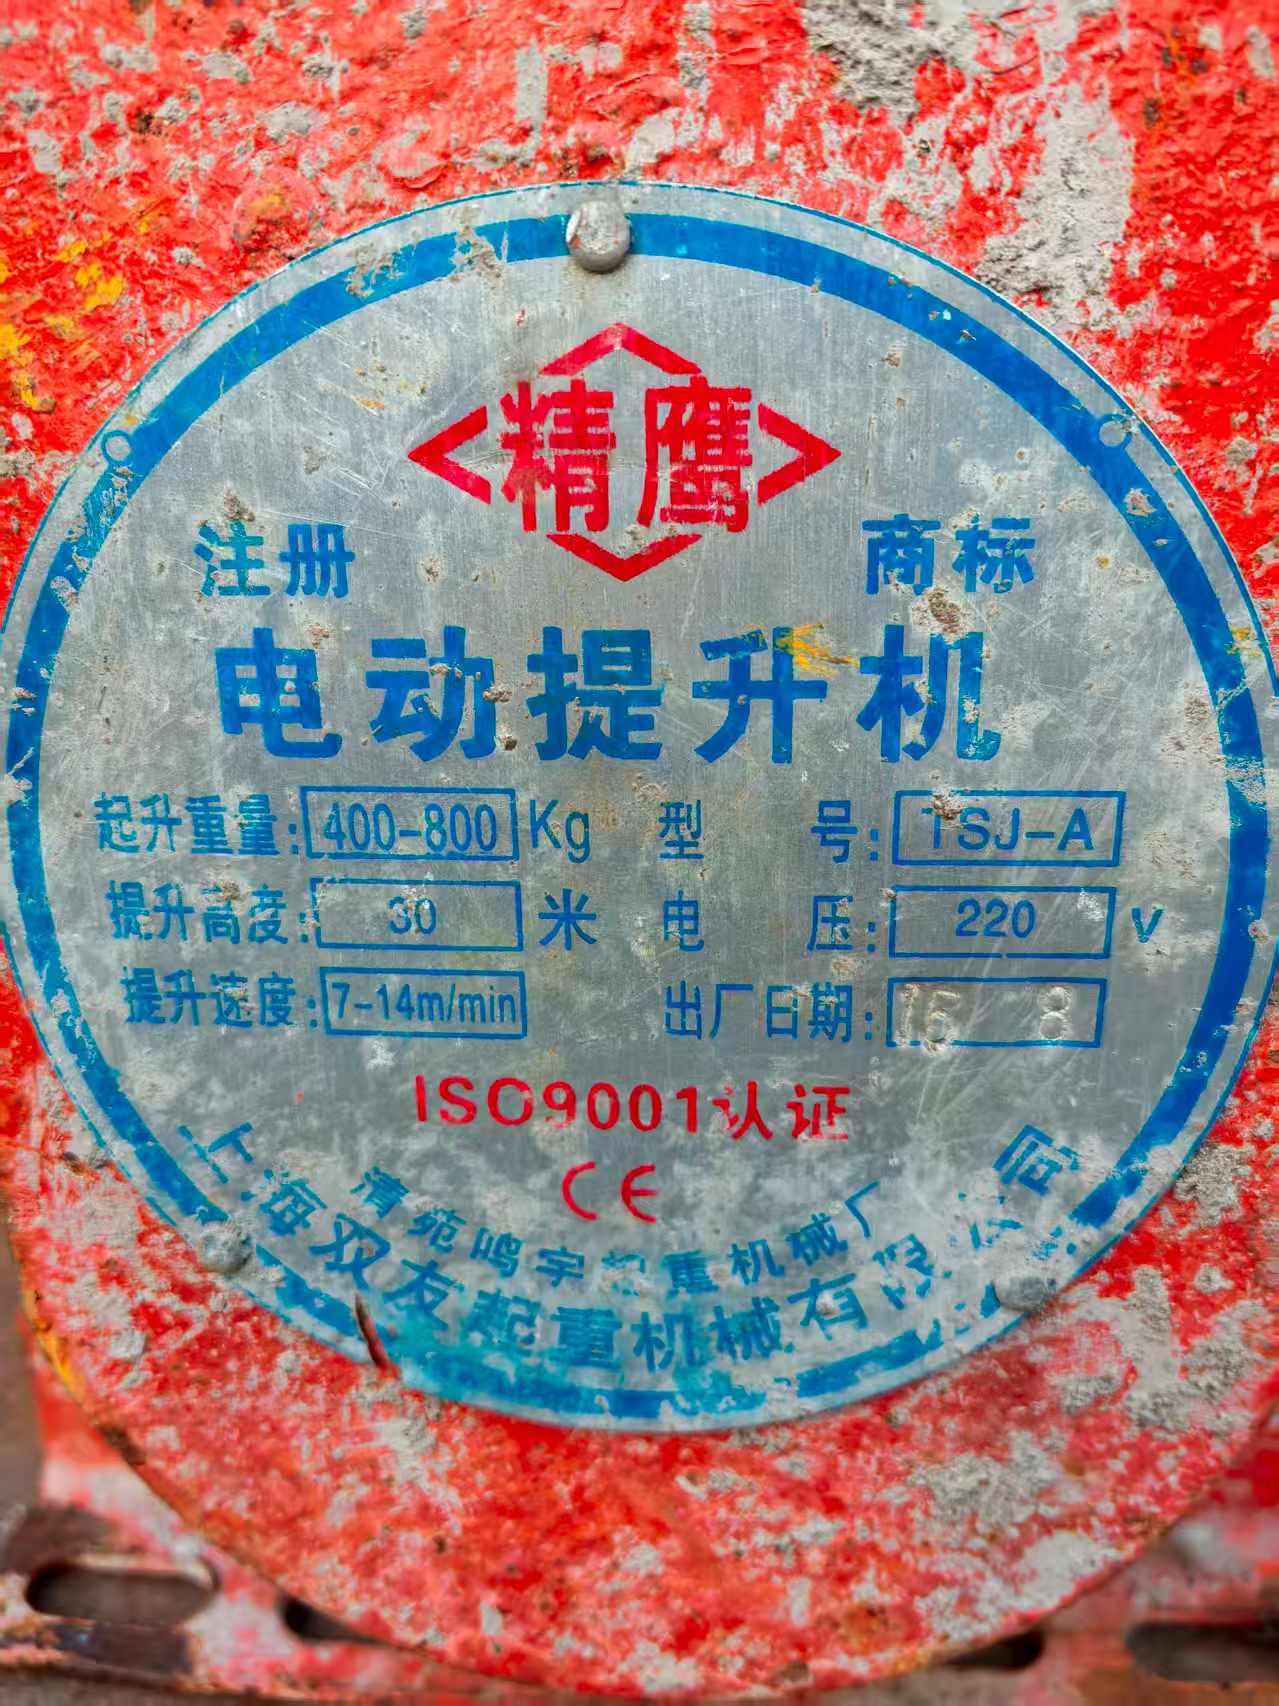 精鹰
注册 商标
电动提升机
起升重量: 400-800 Kg 型 号: TSJ-A
提升高度: 30 米 电 压: 220 V
提升速度: 7-14m/min 出厂日期: 15 8
ISO9001认证
CE
清苑鸣宇起重机械厂
上海双友起重机械有限公司